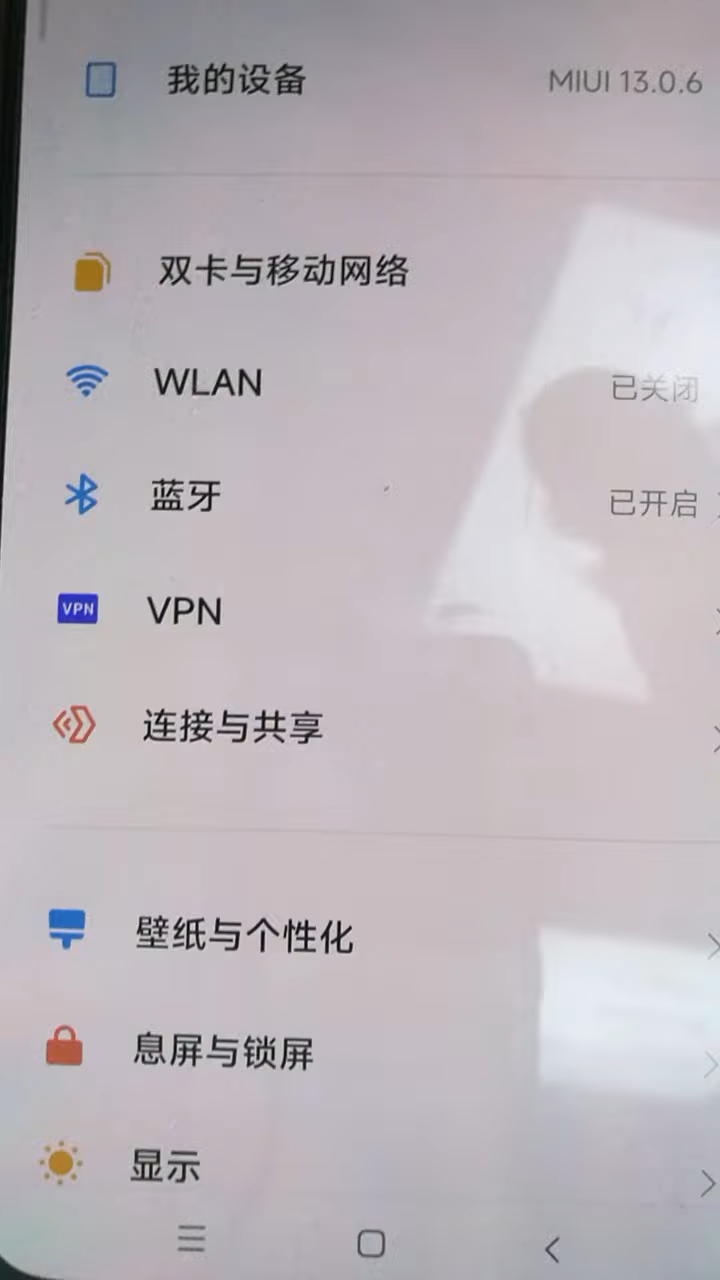 我的设备 MIUI 13.0.6
双卡与移动网络
WLAN 已关闭
蓝牙 已开启
VPN VPN
连接与共享
壁纸与个性化
息屏与锁屏
显示